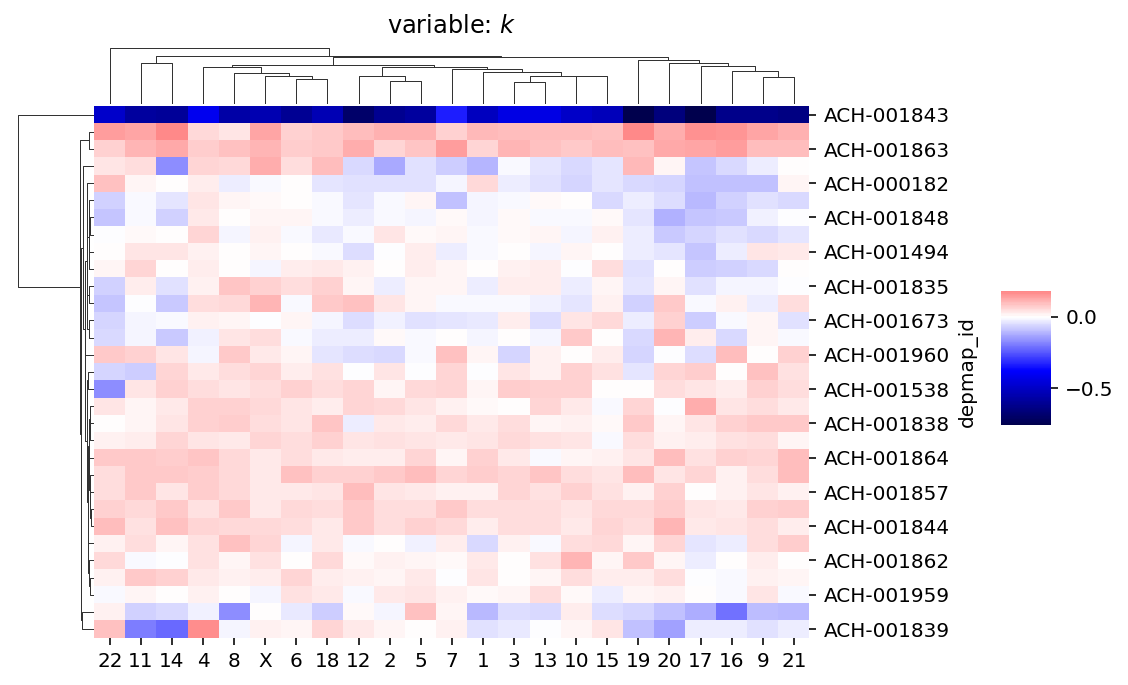 variable: k
ACH-001843
ACH-001863
ACH-000182
ACH-001848
ACH-001494
ACH-001835
ACH-001673
ACH-001960
ACH-001538
ACH-001838
ACH-001864
ACH-001857
ACH-001844
ACH-001862
ACH-001959
ACH-001839
depmap_id
0.0
−0.5
22 11 14 4 8 X 6 18 12 2 5 7 1 3 13 10 15 19 20 17 16 9 21